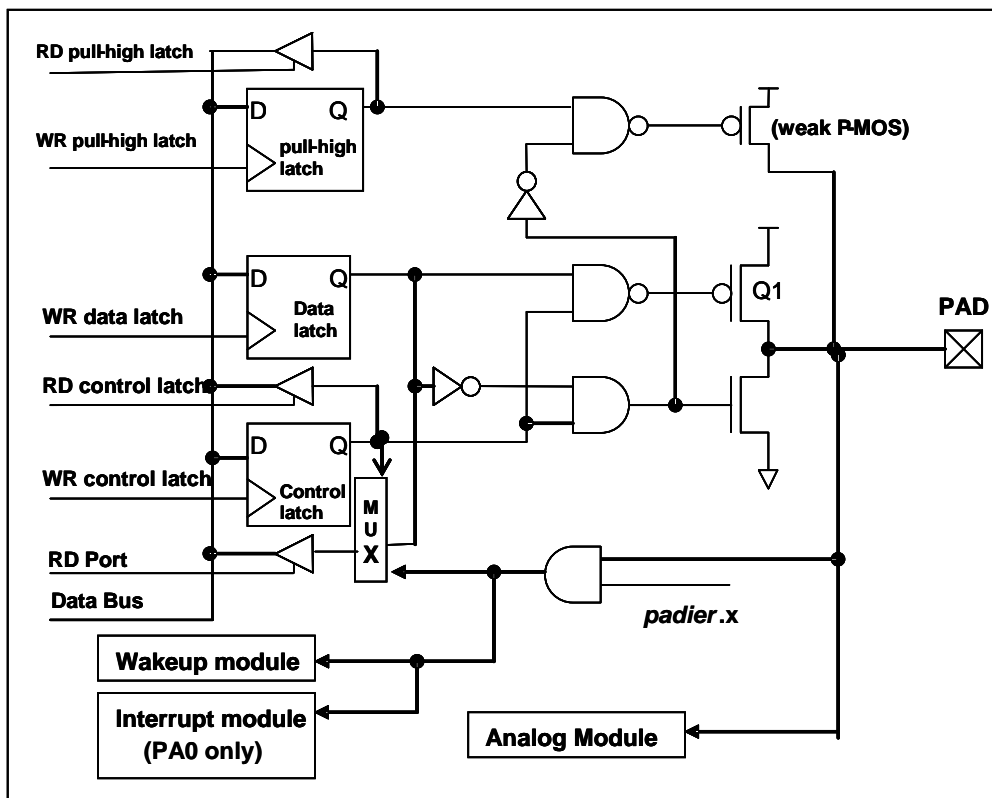 RD pull-high latch
D
Q
WR pull-high latch
pull-high
latch
(weak P-MOS)
D
Q
Data
latch
WR data latch
Q1
PAD
RD control latch
D
Q
WR control latch
Control
latch
M
U
X
RD Port
Data Bus
padier.x
Wakeup module
Interrupt module
(PA0 only)
Analog Module